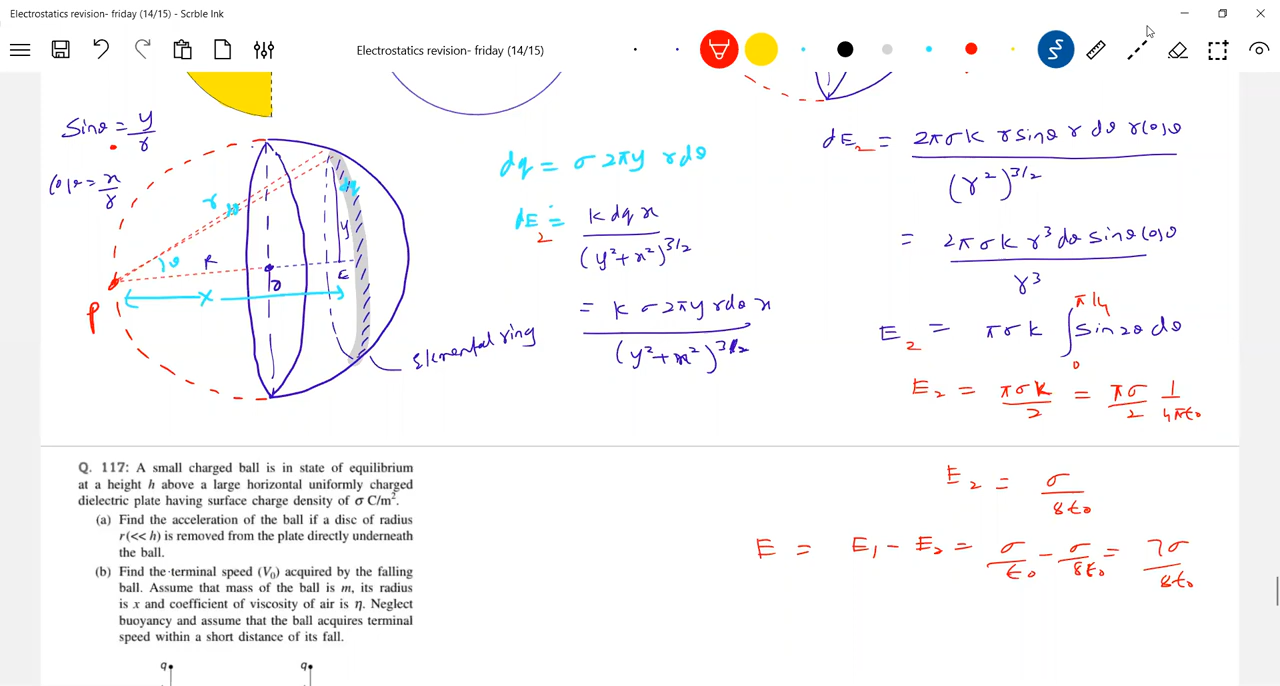 Electrostatics revision- friday (14/15) - Scrble Ink
Electrostatics revision- friday (14/15)
Sinθ = y/r
Cosθ = x/r
r
dθ
θ
R
P
x
O
y
E
Elemental ring
dq = σ 2πy rdθ
dE₂ = k dq x / (y²+x²)^3/2
= k σ 2πy rdθ x / (y²+x²)^3/2
dE₂ = 2πσk r sinθ r dθ r cosθ / (r²)^3/2
= 2πσk r³ dθ sinθ cosθ / r³
E₂ = πσk ∫₀^π/4 sin2θ dθ
E₂ = πσk/2 = πσ/2 1/4πε₀
E₂ = σ/8ε₀
E = E₁ - E₂ = σ/ε₀ - σ/8ε₀ = 7σ/8ε₀
Q. 117: A small charged ball is in state of equilibrium
at a height h above a large horizontal uniformly charged
dielectric plate having surface charge density of σ C/m².
(a) Find the acceleration of the ball if a disc of radius
r(<< h) is removed from the plate directly underneath
the ball.
(b) Find the terminal speed (V₀) acquired by the falling
ball. Assume that mass of the ball is m, its radius
is x and coefficient of viscosity of air is η. Neglect
buoyancy and assume that the ball acquires terminal
speed within a short distance of its fall.
q
q